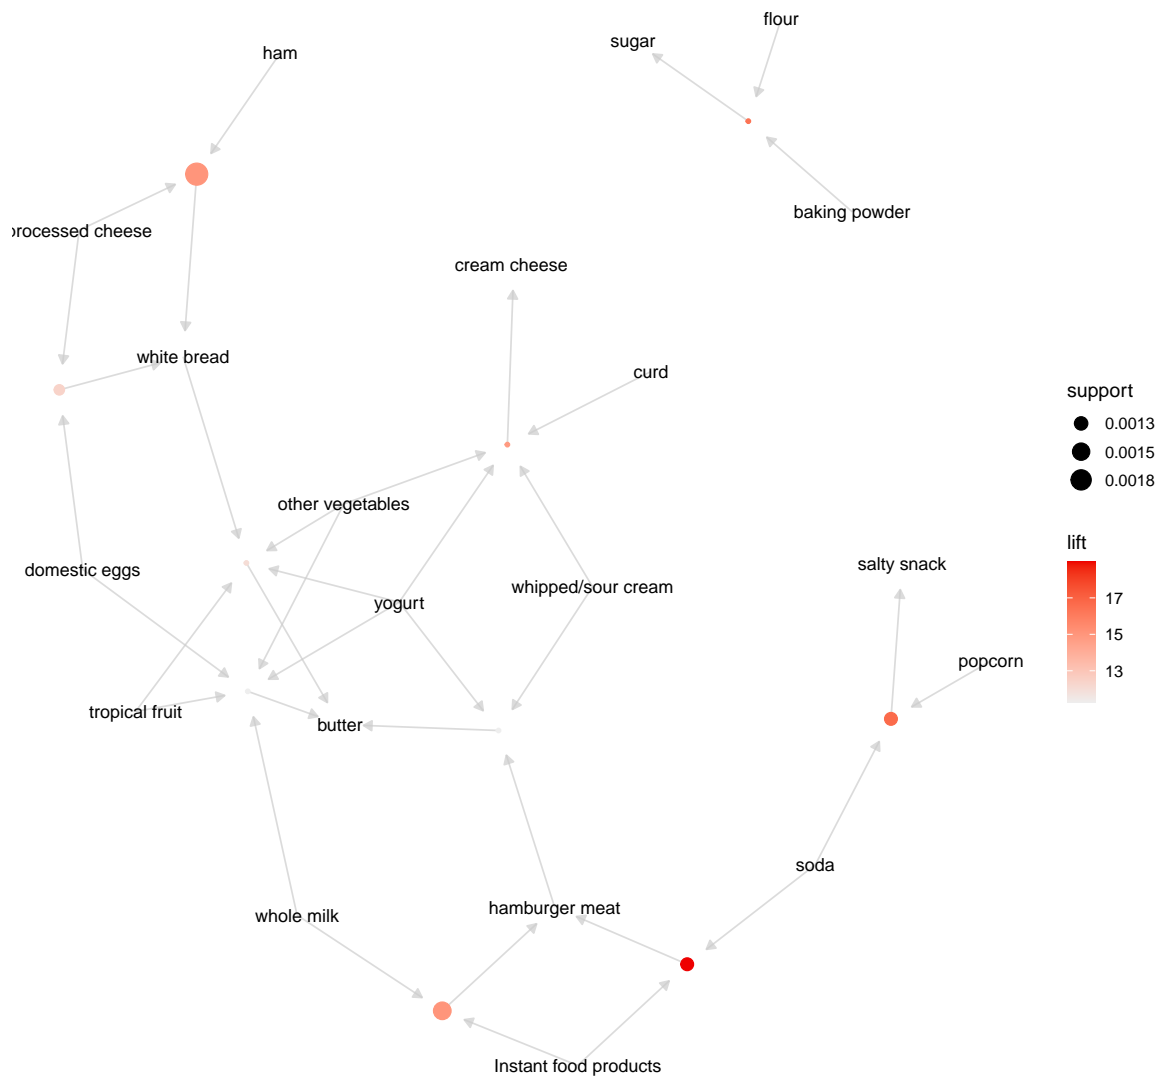 flour
sugar
ham
baking powder
processed cheese
cream cheese
white bread
curd
support
0.0013
0.0015
0.0018
other vegetables
lift
17
15
13
domestic eggs
salty snack
yogurt
whipped/sour cream
popcorn
tropical fruit
butter
soda
whole milk
hamburger meat
Instant food products